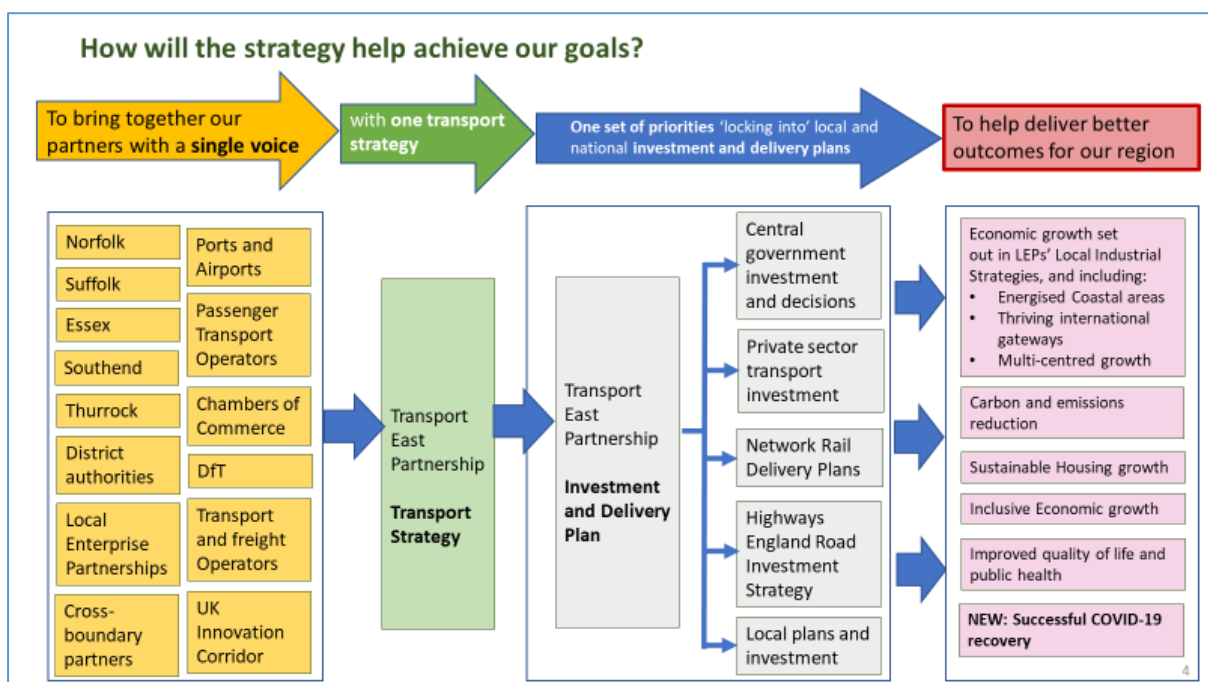 How will the strategy help achieve our goals?
To bring together our
partners with a single voice
with one transport
strategy
One set of priorities ‘locking into’ local and
national investment and delivery plans
To help deliver better
outcomes for our region
Norfolk
Suffolk
Essex
Southend
Thurrock
District
authorities
Local
Enterprise
Partnerships
Cross-
boundary
partners
Ports and
Airports
Passenger
Transport
Operators
Chambers of
Commerce
DfT
Transport
and freight
Operators
UK
Innovation
Corridor
Transport
East
Partnership
Transport
Strategy
Transport
East
Partnership
Investment
and Delivery
Plan
Central
government
investment
and decisions
Private sector
transport
investment
Network Rail
Delivery Plans
Highways
England Road
Investment
Strategy
Local plans and
investment
Economic growth set
out in LEPs’ Local Industrial
Strategies, and including:
• Energised Coastal areas
• Thriving international
gateways
• Multi-centred growth
Carbon and emissions
reduction
Sustainable Housing growth
Inclusive Economic growth
Improved quality of life and
public health
NEW: Successful COVID-19
recovery
4